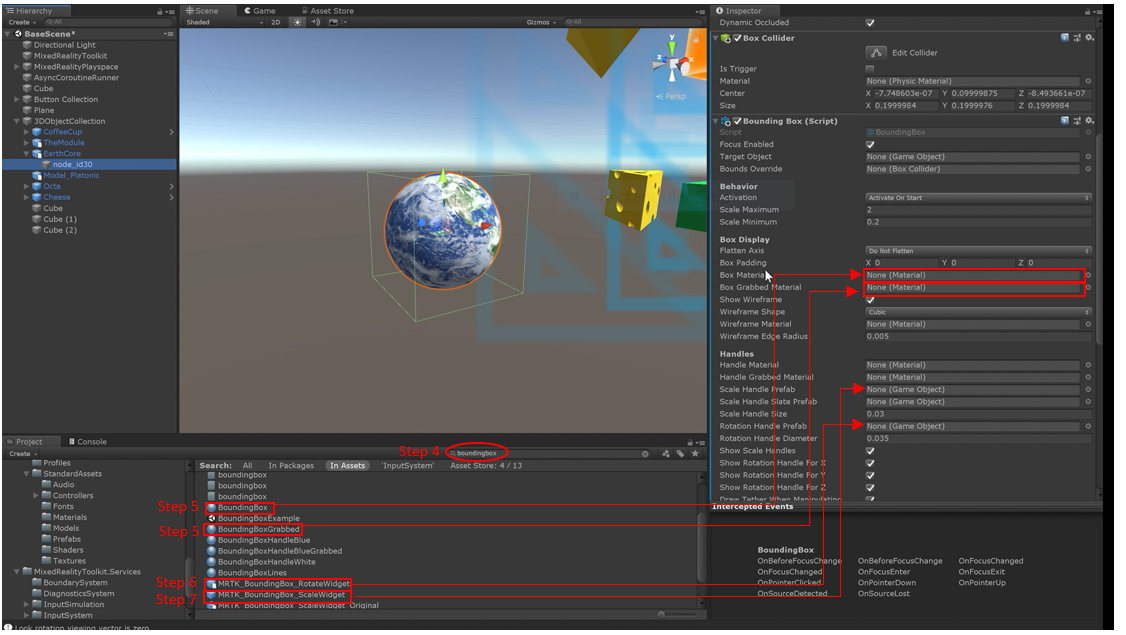 Hierarchy
Create
All
BaseScene*
Directional Light
MixedRealityToolkit
MixedRealityPlayspace
AsyncCoroutineRunner
Cube
Button Collection
Plane
3DObjectCollection
CoffeeCup
TheModule
EarthCore
node_id30
Model_Platonic
Octa
Cheese
Cube
Cube (1)
Cube (2)
Scene Game Asset Store
Shaded 2D Gizmos All
y
x
Persp
Inspector
Dynamic Occluded
Box Collider
Edit Collider
Is Trigger
Material None (Physic Material)
Center X -7.748603e-07 Y 0.09999875 Z -8.493661e-07
Size X 0.1999984 Y 0.1999976 Z 0.1999984
Bounding Box (Script)
Script BoundingBox
Focus Enabled
Target Object None (Game Object)
Bounds Override None (Box Collider)
Behavior
Activation Activate On Start
Scale Maximum 2
Scale Minimum 0.2
Box Display
Flatten Axis Do Not Flatten
Box Padding X 0 Y 0 Z 0
Box Material None (Material)
Box Grabbed Material None (Material)
Show Wireframe
Wireframe Shape Cubic
Wireframe Material None (Material)
Wireframe Edge Radius 0.005
Handles
Handle Material None (Material)
Handle Grabbed Material None (Material)
Scale Handle Prefab None (Game Object)
Scale Handle Slate Prefab None (Game Object)
Scale Handle Size 0.03
Rotation Handle Prefab None (Game Object)
Rotation Handle Diameter 0.035
Show Scale Handles
Show Rotation Handle For X
Show Rotation Handle For Y
Show Rotation Handle For Z
Draw Tether When Manipulating
Intercepted Events
BoundingBox
OnBeforeFocusChange OnBeforeFocusChange OnFocusChanged
OnFocusChanged OnFocusEnter OnFocusExit
OnPointerClicked OnPointerDown OnPointerUp
OnSourceDetected OnSourceLost
Project Console
Create
Step 4 boundingbox
Profiles
StandardAssets
Audio
Controllers
Fonts
Materials
Models
Prefabs
Shaders
Textures
MixedRealityToolkit.Services
BoundarySystem
DiagnosticsSystem
InputSimulation
InputSystem
Search: All In Packages In Assets 'InputSystem' Asset Store: 4 / 13
boundingbox
boundingbox
boundingbox
Step 5 BoundingBox
BoundingBoxExample
Step 5 BoundingBoxGrabbed
BoundingBoxHandleBlue
BoundingBoxHandleBlueGrabbed
BoundingBoxHandleWhite
BoundingBoxLines
Step 6 MRTK_BoundingBox_RotateWidget
Step 7 MRTK_BoundingBox_ScaleWidget
MRTK_BoundingBox_ScaleWidget_Original
Look rotation viewing vector is zero